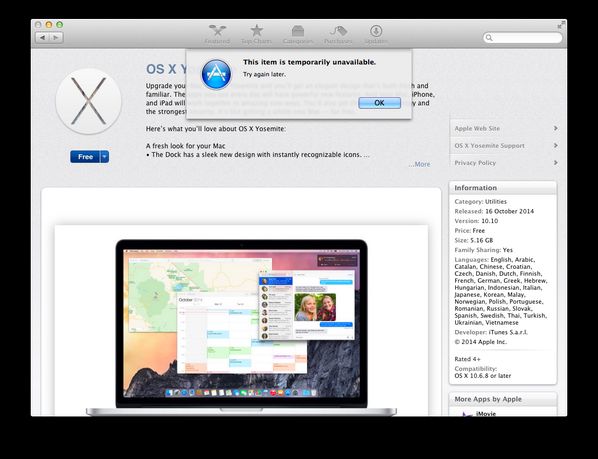 Featured
Top Charts
Categories
Purchases
Updates
This item is temporarily unavailable.
Try again later.
OK
OS X Y
Upgrade you
familiar. The
and iPad will
the strongest
and
iPhone,
y and
Here's what you'll love about OS X Yosemite:
A fresh look for your Mac
• The Dock has a sleek new design with instantly recognizable icons. ...
...More
Free
Apple Web Site
OS X Yosemite Support
Privacy Policy
Information
Category: Utilities
Released: 16 October 2014
Version: 10.10
Price: Free
Size: 5.16 GB
Family Sharing: Yes
Languages: English, Arabic,
Catalan, Chinese, Croatian,
Czech, Danish, Dutch, Finnish,
French, German, Greek, Hebrew,
Hungarian, Indonesian, Italian,
Japanese, Korean, Malay,
Norwegian, Polish, Portuguese,
Romanian, Russian, Slovak,
Spanish, Swedish, Thai, Turkish,
Ukrainian, Vietnamese
Developer: iTunes S.a.r.l.
© 2014 Apple Inc.
Rated 4+
Compatibility:
OS X 10.6.8 or later
More Apps by Apple
iMovie
October 2014